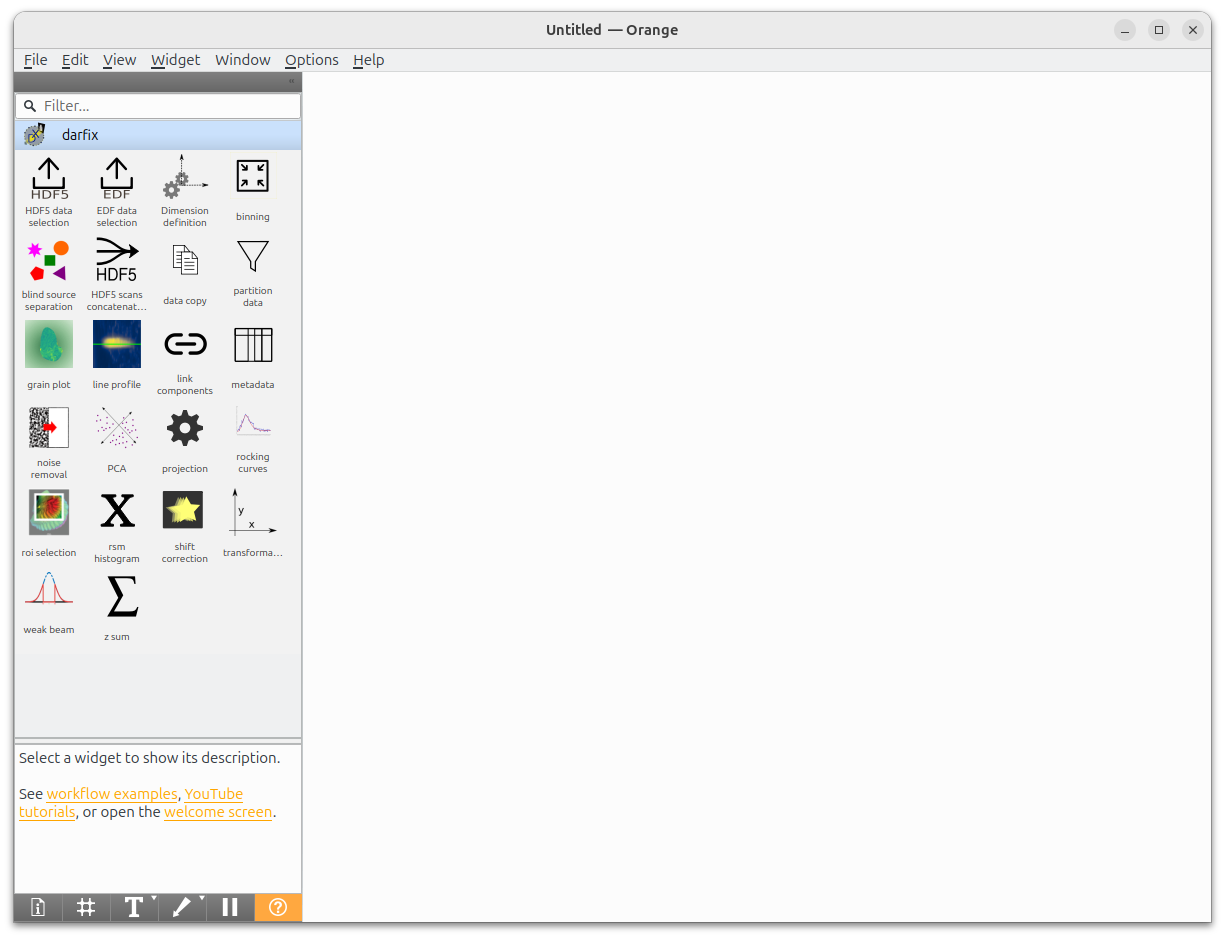 Untitled — Orange
File Edit View Widget Window Options Help
«
Filter...
darfix
HDF5
EDF
HDF5 data
selection
EDF data
selection
Dimension
definition
binning
HDF5
blind source
separation
HDF5 scans
concatenat...
data copy
partition
data
grain plot
line profile
link
components
metadata
noise
removal
PCA
projection
rocking
curves
X
y
x
roi selection
rsm
histogram
shift
correction
transforma...
Σ
weak beam
z sum
Select a widget to show its description.
See workflow examples, YouTube
tutorials, or open the welcome screen.
T
?